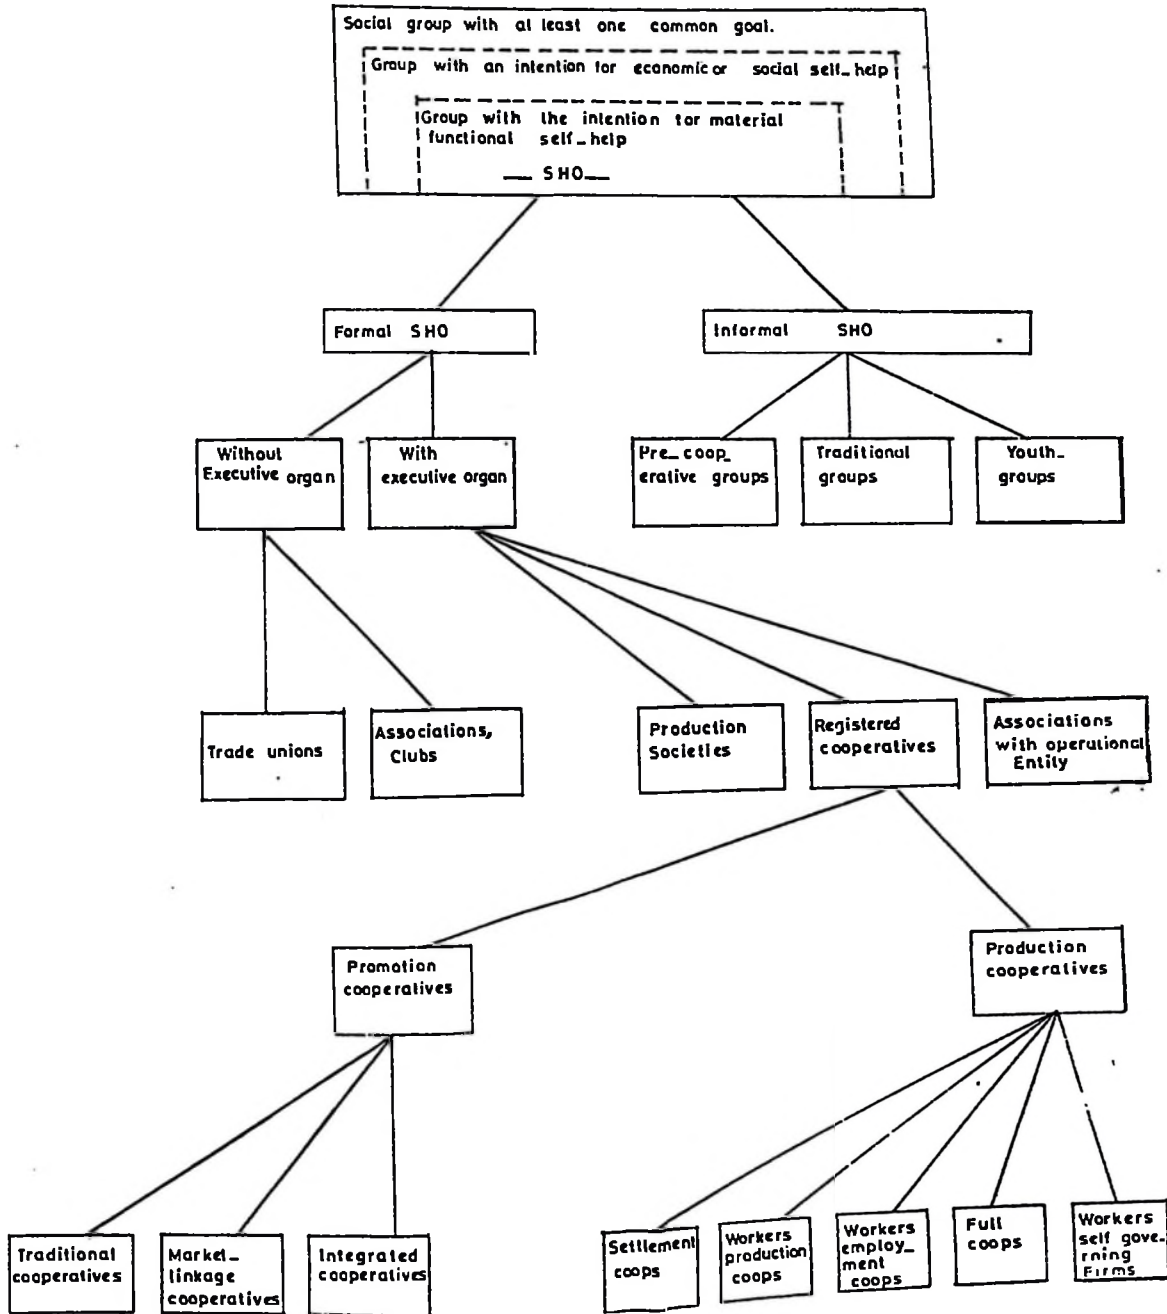 Social group with at least one common goal.
Group with an intention for economic or social self_help
Group with the intention tor material
functional self_help
__ SHO __
Formal SHO
Informal SHO
Without
Executive organ
With
executive organ
Pre_coop_
erative groups
Traditional
groups
Youth_
groups
Trade unions
Associations,
Clubs
Production
Societies
Registered
cooperatives
Associations
with operational
Entity
Promotion
cooperatives
Production
cooperatives
Traditional
cooperatives
Market_
linkage
cooperatives
Integrated
cooperatives
Settlement
coops
Workers
production
coops
Workers
employ_
ment
coops
Full
coops
Workers
self gove_
rning
Firms